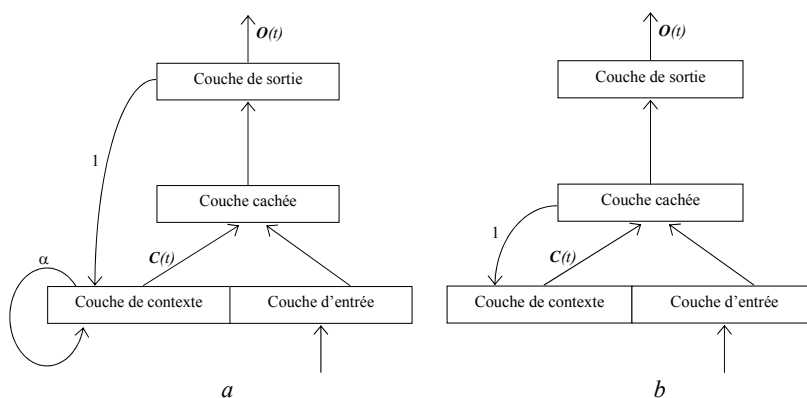 O(t)
Couche de sortie
1
Couche cachée
α
C(t)
Couche de contexte
Couche d'entrée
a
O(t)
Couche de sortie
Couche cachée
1
C(t)
Couche de contexte
Couche d'entrée
b